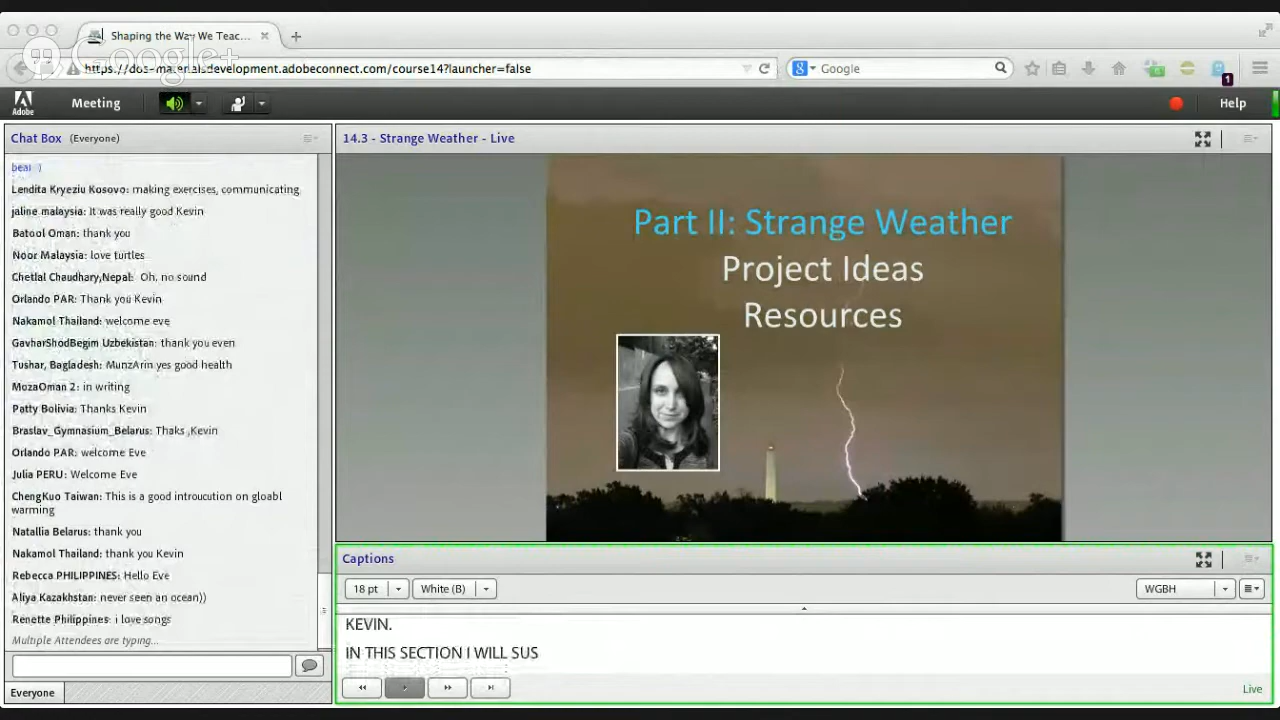 Shaping the Way We Teac...
Google+
https://dos-materialsdevelopment.adobeconnect.com/course14?launcher=false
Google
1
Adobe
Meeting
Help
Chat Box (Everyone)
Lendita Kryeziu Kosovo: making exercises, communicating
jaline malaysia: It was really good Kevin
Batool Oman: thank you
Noor Malaysia: love turtles
Chetlal Chaudhary,Nepal: Oh, no sound
Orlando PAR: Thank you Kevin
Nakamol Thailand: welcome eve
GavharShodBegim Uzbekistan: thank you even
Tushar, Bagladesh: MunzArin yes good health
MozaOman 2: in writing
Patty Bolivia: Thanks Kevin
Braslav_Gymnasium_Belarus: Thaks ,Kevin
Orlando PAR: welcome Eve
Julia PERU: Welcome Eve
ChengKuo Taiwan: This is a good introucution on gloabl
warming
Natallia Belarus: thank you
Nakamol Thailand: thank you Kevin
Rebecca PHILIPPINES: Hello Eve
Aliya Kazakhstan: never seen an ocean))
Renette Philippines: i love songs
Multiple Attendees are typing...
Everyone
14.3 - Strange Weather - Live
Part II: Strange Weather
Project Ideas
Resources
Captions
18 pt
White (B)
WGBH
KEVIN.
IN THIS SECTION I WILL SUS
Live